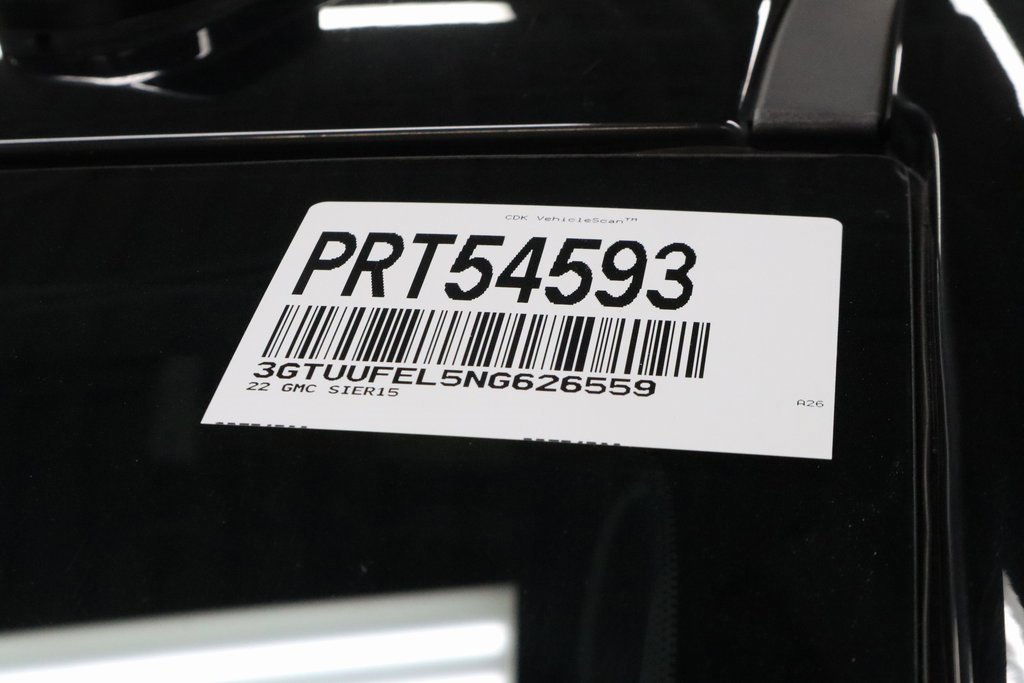 CDK VehicleScan™
PRT54593
3GTUUFEL5NG626559
22 GMC SIER15
A26